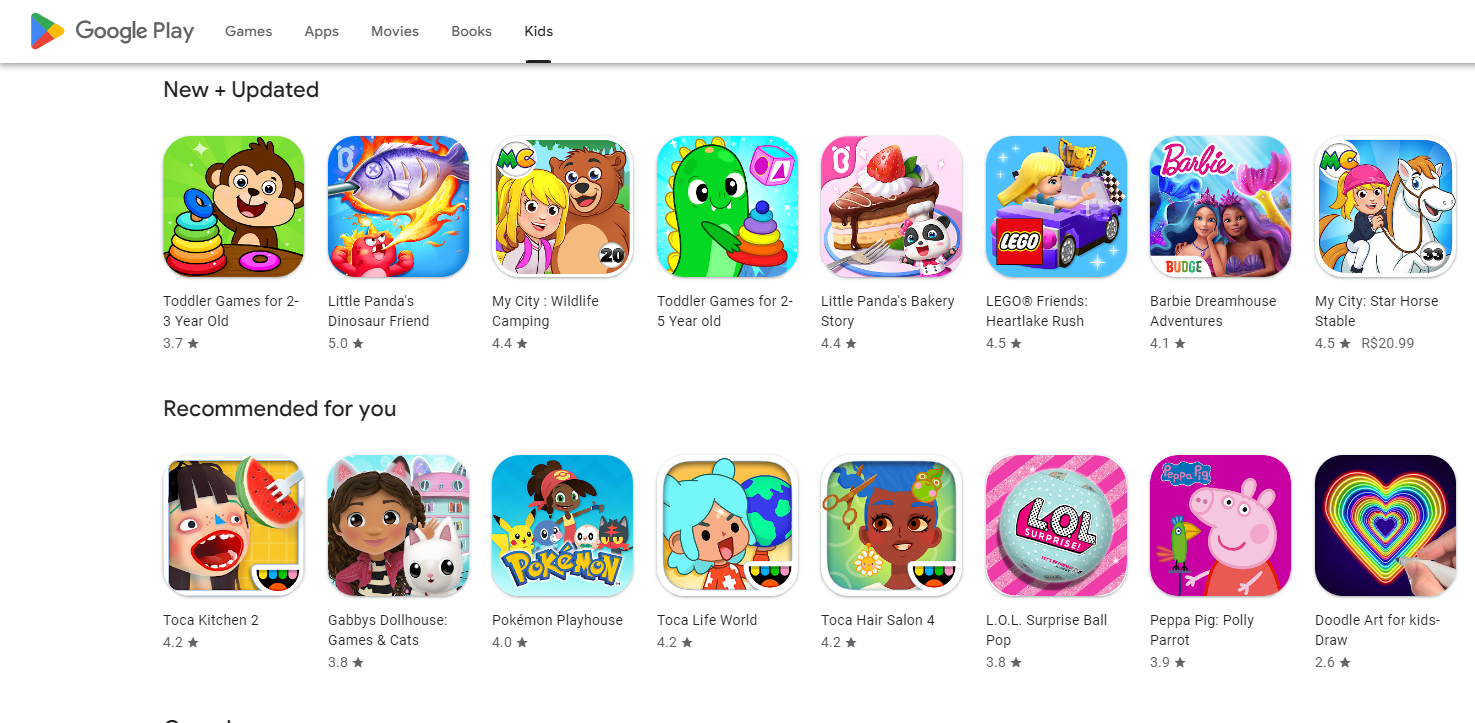 Google Play Games Apps Movies Books Kids
New + Updated
MC
20
Barbie
BUDGE
LEGO
MC
33
Toddler Games for 2-
3 Year Old
3.7 ★
Little Panda's
Dinosaur Friend
5.0 ★
My City : Wildlife
Camping
4.4 ★
Toddler Games for 2-
5 Year old
Little Panda's Bakery
Story
4.4 ★
LEGO® Friends:
Heartlake Rush
4.5 ★
Barbie Dreamhouse
Adventures
4.1 ★
My City: Star Horse
Stable
4.5 ★ R$20.99
Recommended for you
POKÉMON
L.O.L.
SURPRISE!
Peppa Pig
Toca Kitchen 2
4.2 ★
Gabbys Dollhouse:
Games & Cats
3.8 ★
Pokémon Playhouse
4.0 ★
Toca Life World
4.2 ★
Toca Hair Salon 4
4.2 ★
L.O.L. Surprise Ball
Pop
3.8 ★
Peppa Pig: Polly
Parrot
3.9 ★
Doodle Art for kids-
Draw
2.6 ★